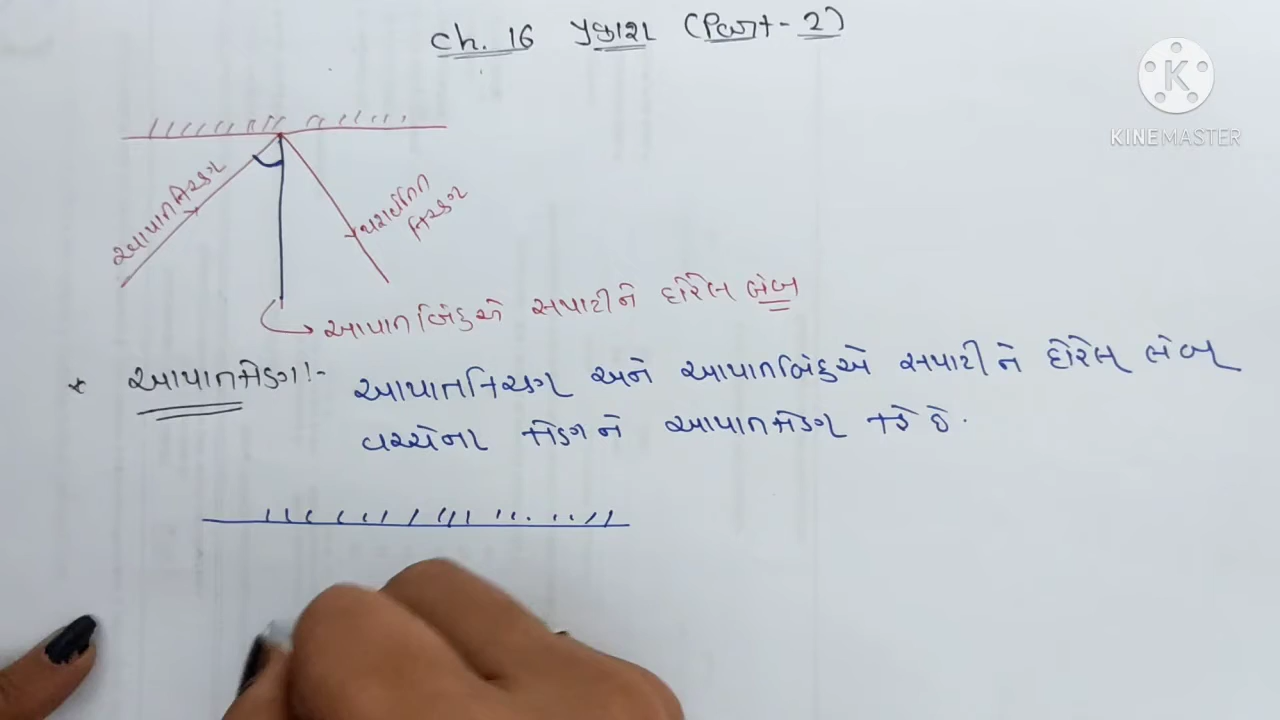 Ch. 16 પ્રકાશ (Part - 2)
KINEMASTER
આપાતકિરણ
પરાવર્તિત
કિરણ
આપાતબિંદુએ સપાટીને દોરેલ લંબ
* આપાતકોણ :- આપાતકિરણ અને આપાતબિંદુએ સપાટીને દોરેલ લંબ
વચ્ચેના કોણને આપાતકોણ કહે છે.